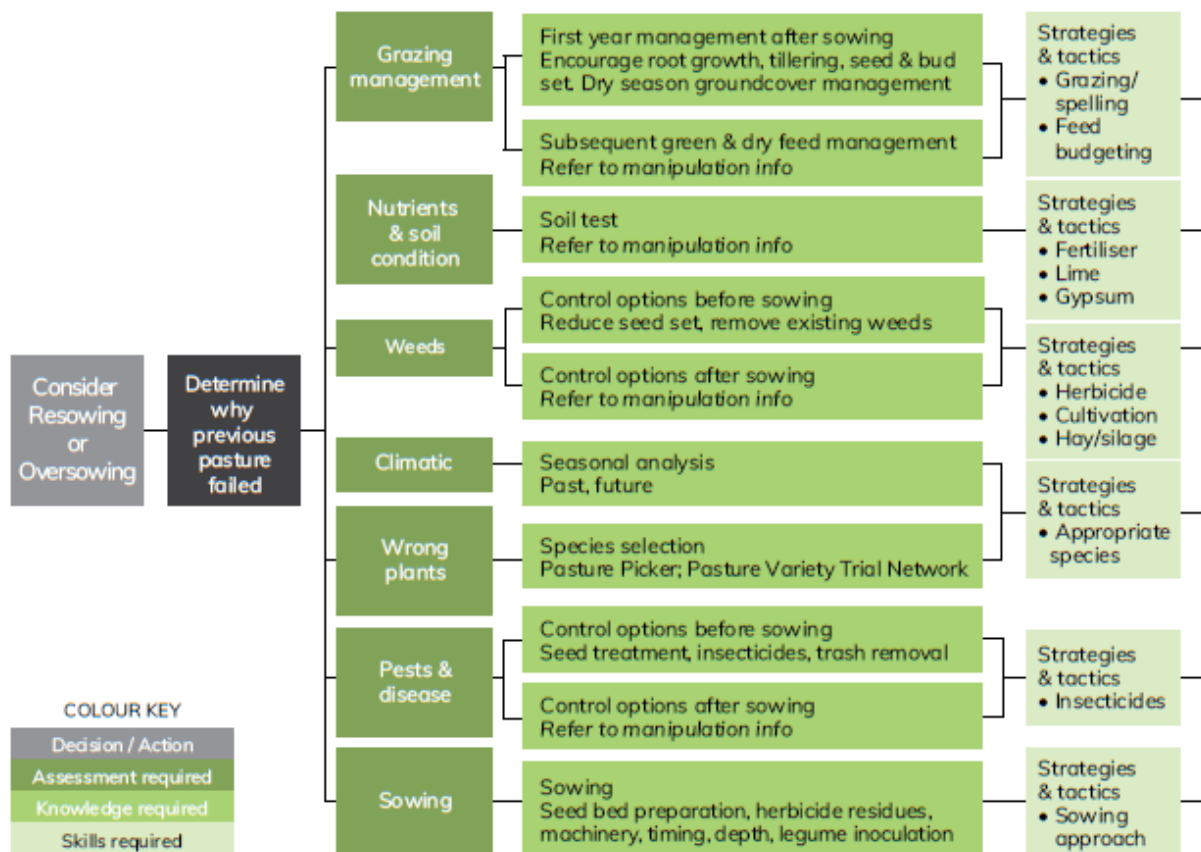 Consider
Resowing
or
Oversowing
Determine
why
previous
pasture
failed
Grazing
management
First year management after sowing
Encourage root growth, tillering, seed & bud
set. Dry season groundcover management
Subsequent green & dry feed management
Refer to manipulation info
Strategies
& tactics
• Grazing/
spelling
• Feed
budgeting
Nutrients
& soil
condition
Soil test
Refer to manipulation info
Strategies
& tactics
• Fertiliser
• Lime
• Gypsum
Weeds
Control options before sowing
Reduce seed set, remove existing weeds
Control options after sowing
Refer to manipulation info
Strategies
& tactics
• Herbicide
• Cultivation
• Hay/silage
Climatic
Seasonal analysis
Past, future
Wrong
plants
Species selection
Pasture Picker; Pasture Variety Trial Network
Strategies
& tactics
• Appropriate
species
Pests &
disease
Control options before sowing
Seed treatment, insecticides, trash removal
Control options after sowing
Refer to manipulation info
Strategies
& tactics
• Insecticides
Sowing
Sowing
Seed bed preparation, herbicide residues,
machinery, timing, depth, legume inoculation
Strategies
& tactics
• Sowing
approach
COLOUR KEY
Decision / Action
Assessment required
Knowledge required
Skills required